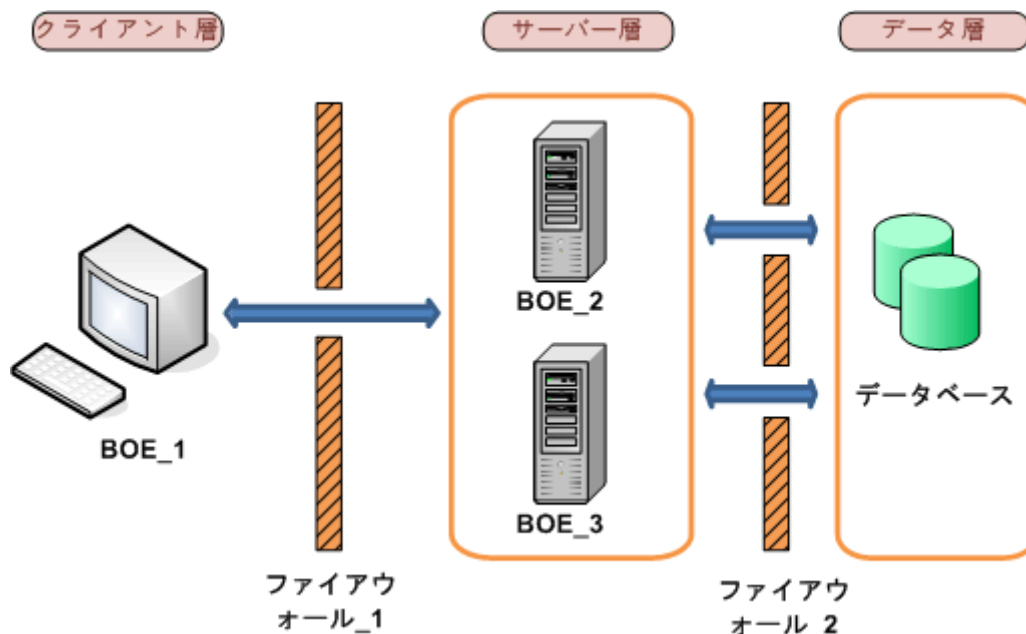 クライアント層
サーバー層
データ層
BOE_1
BOE_2
BOE_3
データベース
ファイアウ
ォール_1
ファイアウ
ォール_2